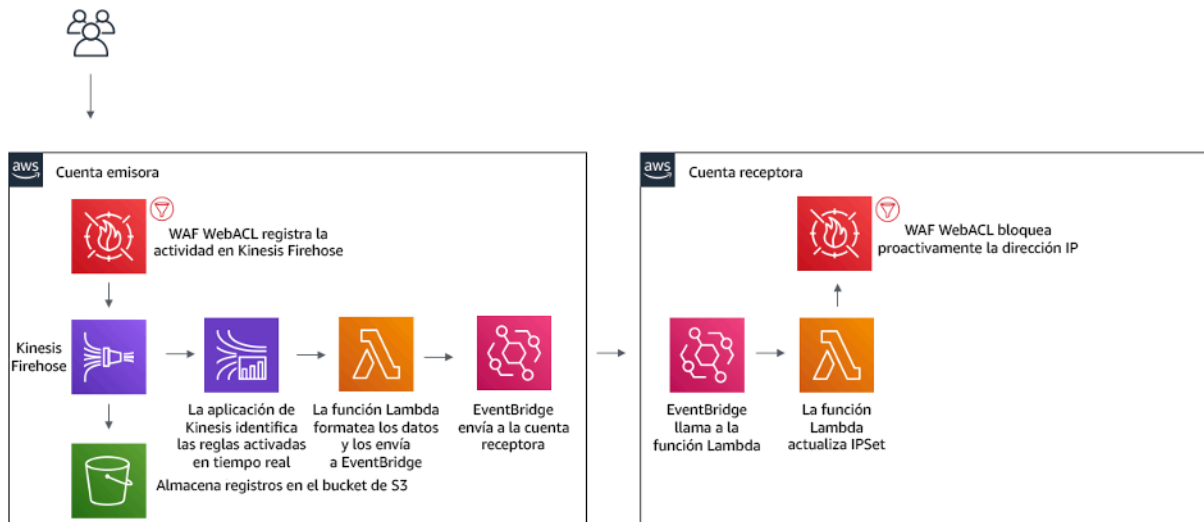 aws
Cuenta emisora
WAF WebACL registra la
actividad en Kinesis Firehose
Kinesis
Firehose
La aplicación de
Kinesis identifica
las reglas activadas
en tiempo real
La función Lambda
formatea los datos
y los envía
a EventBridge
EventBridge
envía a la cuenta
receptora
Almacena registros en el bucket de S3
aws
Cuenta receptora
WAF WebACL bloquea
proactivamente la dirección IP
EventBridge
llama a la
función Lambda
La función
Lambda
actualiza IPSet